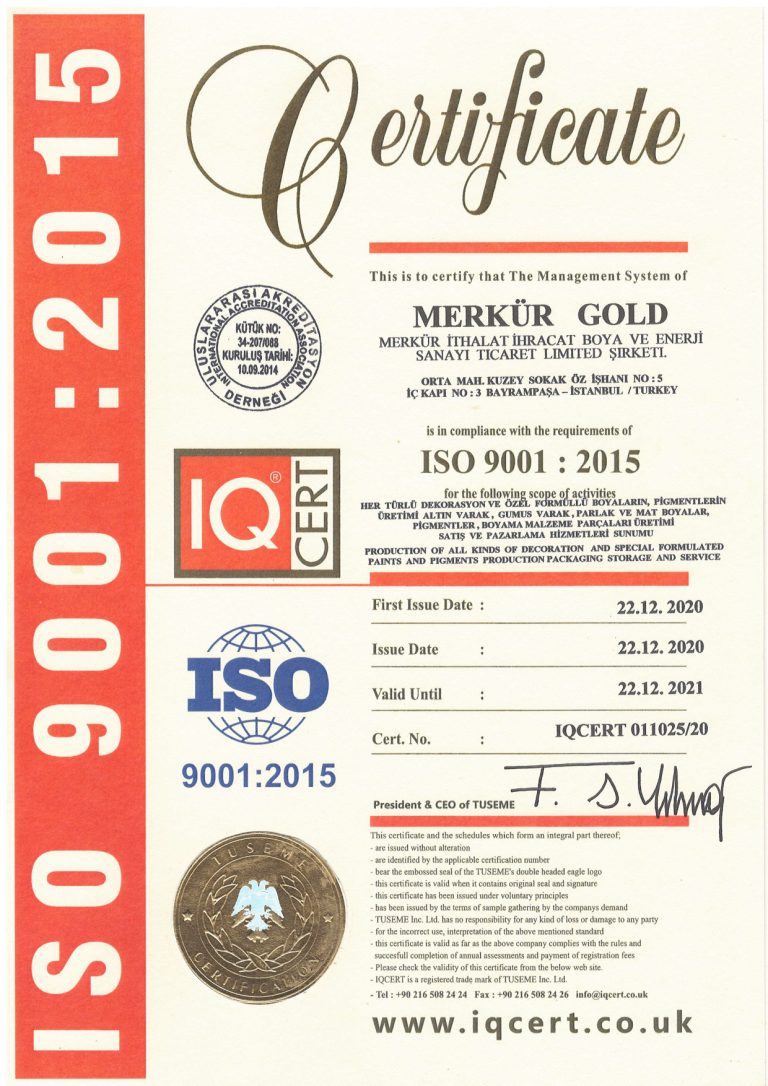 ISO 9001:2015
Certificate
This is to certify that The Management System of
MERKÜR GOLD
MERKÜR İTHALAT İHRACAT BOYA VE ENERJİ
SANAYI TICARET LIMITED ŞIRKETI.
ORTA MAH. KUZEY SOKAK ÖZ İŞHANI NO : 5
İÇ KAPI NO : 3 BAYRAMPAŞA – İSTANBUL / TURKEY
ULUSLARARASI AKREDİTASYON
DERNEĞİ
INTERNATIONAL ACCREDITATION ASSOCIATION
KÜTÜK NO:
34-207/088
KURULUŞ TARİHİ:
10.09.2014
is in compliance with the requirements of
ISO 9001 : 2015
for the following scope of activities
HER TÜRLÜ DEKORASYON VE ÖZEL FORMÜLLÜ BOYALARIN, PİGMENTLERİN
ÜRETİMİ ALTIN VARAK , GUMUS VARAK , PARLAK VE MAT BOYALAR,
PİGMENTLER , BOYAMA MALZEME PARÇALARI ÜRETİMİ
SATIŞ VE PAZARLAMA HİZMETLERİ SUNUMU
PRODUCTION OF ALL KINDS OF DECORATION AND SPECIAL FORMULATED
PAINTS AND PIGMENTS PRODUCTION PACKAGING STORAGE AND SERVICE
IQ®
CERT
First Issue Date : 22.12. 2020
Issue Date : 22.12. 2020
Valid Until : 22.12. 2021
Cert. No. : IQCERT 011025/20
ISO
9001:2015
President & CEO of TUSEME
TUSEME
CERTIFICATION
This certificate and the schedules which form an integral part thereof;
- are issued without alteration
- are identified by the applicable certification number
- bear the embossed seal of the TUSEME's double headed eagle logo
- this certificate is valid when it contains original seal and signature
- this certificate has been issued under voluntary principles
- has been issued by the terms of sample gathering by the companys demand
- TUSEME Inc. Ltd. has no responsibility for any kind of loss or damage to any party
- for the incorrect use, interpretation of the above mentioned standard
- this certificate is valid as far as the above company complies with the rules and
succesfull completion of annual assessments and payment of registration fees
- Please check the validity of this certificate from the below web site.
- IQCERT is a registered trade mark of TUSEME Inc. Ltd.
- Tel : +90 216 508 24 24 Fax : +90 216 508 24 26 info@iqcert.co.uk
www.iqcert.co.uk